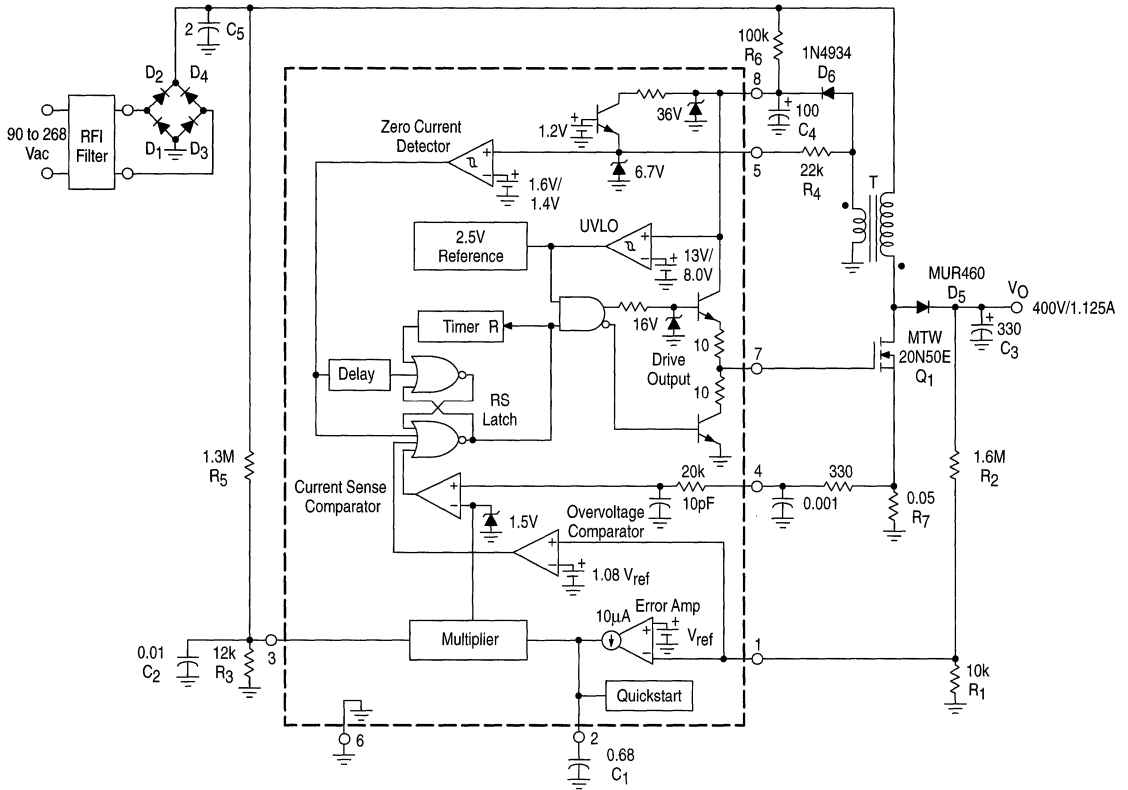 2
C5
100k
R6
1N4934
D6
8
D2
D4
36V
100
C4
90 to 268
Vac
RFI
Filter
D1
D3
1.2V
Zero Current
Detector
+
−
1.6V/
1.4V
6.7V
5
22k
R4
T
2.5V
Reference
UVLO
+
−
13V/
8.0V
MUR460
D5
VO
400V/1.125A
Timer R
16V
10
330
C3
MTW
20N50E
Q1
Drive
Output
7
Delay
10
RS
Latch
1.3M
R5
20k
4
330
1.6M
R2
Current Sense
Comparator
+
−
10pF
0.001
0.05
R7
1.5V
Overvoltage
Comparator
+
−
1.08 Vref
10µA
Error Amp
+
−
Vref
Multiplier
1
0.01
C2
12k
R3
3
10k
R1
Quickstart
6
2
0.68
C1